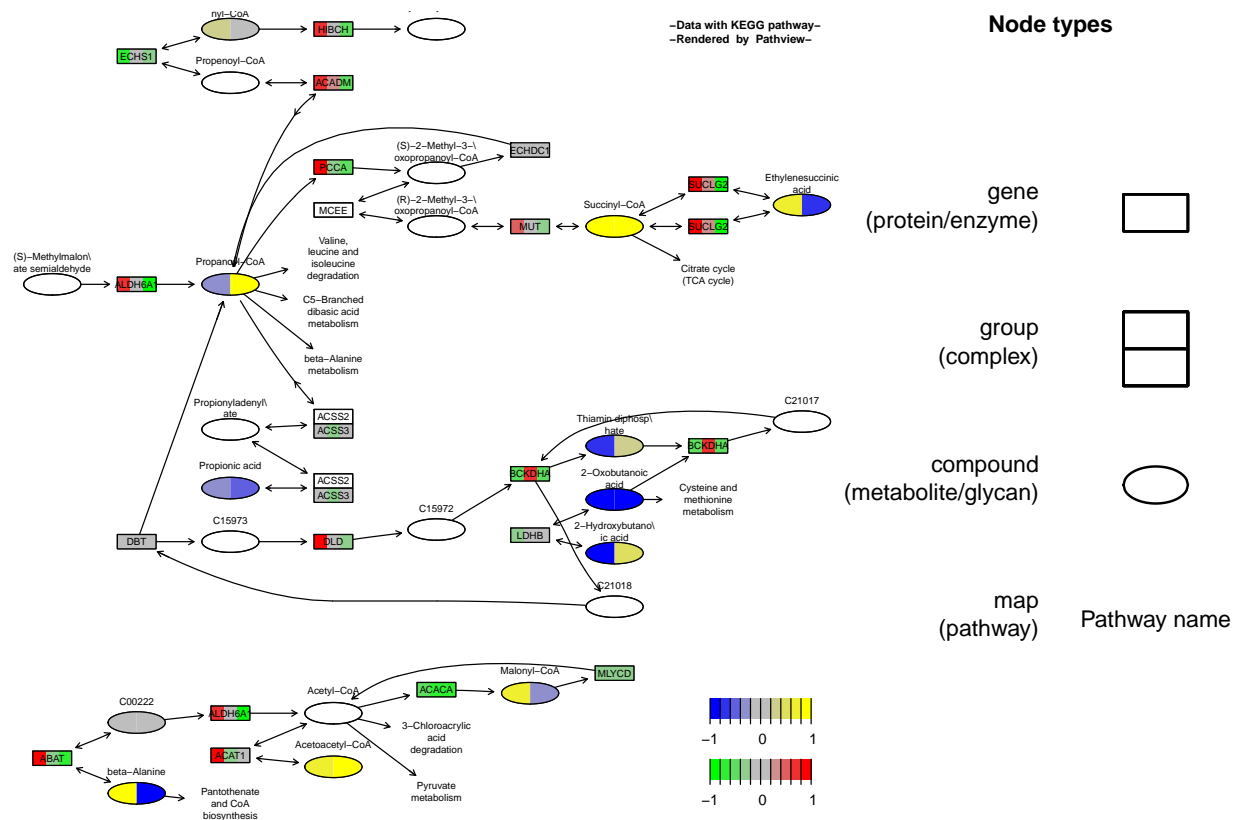 nyl−CoA
HIBCH
−Data with KEGG pathway−
−Rendered by Pathview−
Node types
ECHS1
Propenoyl−CoA
ACADM
(S)−2−Methyl−3−\
oxopropanoyl−CoA
ECHDC1
PCCA
MCEE
(R)−2−Methyl−3−\
oxopropanoyl−CoA
MUT
Succinyl−CoA
SUCLG2
SUCLG2
Ethylenesuccinic
acid
gene
(protein/enzyme)
Valine,
leucine and
isoleucine
degradation
Citrate cycle
(TCA cycle)
(S)−Methylmalon\
ate semialdehyde
ALDH6A1
Propanoyl−CoA
C5−Branched
dibasic acid
metabolism
beta−Alanine
metabolism
group
(complex)
Propionyladenyl\
ate
ACSS2
ACSS3
Propionic acid
ACSS2
ACSS3
C21017
Thiamin diphosp\
hate
BCKDHA
BCKDHA
2−Oxobutanoic
acid
Cysteine and
methionine
metabolism
compound
(metabolite/glycan)
DBT
C15973
DLD
C15972
LDHB
2−Hydroxybutano\
ic acid
C21018
map
(pathway)
Pathway name
C00222
ALDH6A1
Acetyl−CoA
ACACA
Malonyl−CoA
MLYCD
3−Chloroacrylic
acid
degradation
ABAT
ACAT1
Acetoacetyl−CoA
beta−Alanine
Pantothenate
and CoA
biosynthesis
Pyruvate
metabolism
−1 0 1
−1 0 1